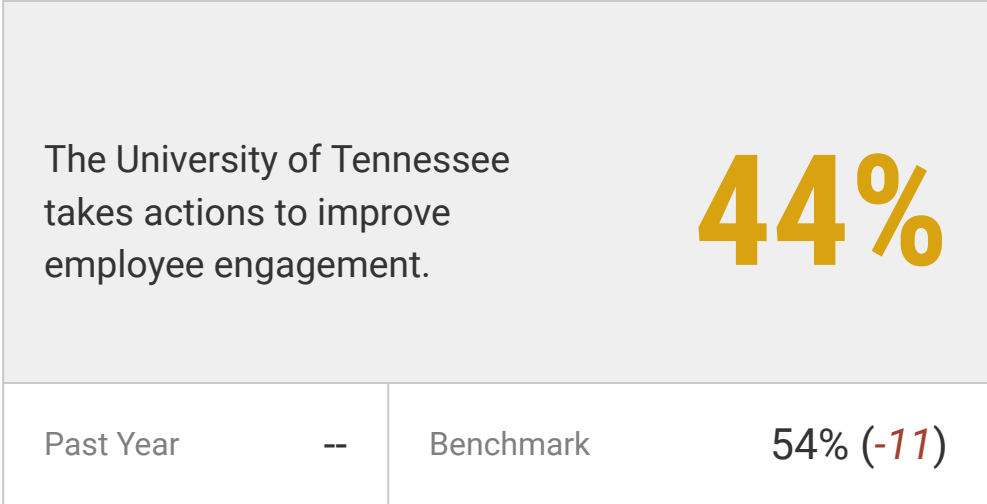 The University of Tennessee
takes actions to improve
employee engagement.
44%
Past Year --
Benchmark 54% (-11)